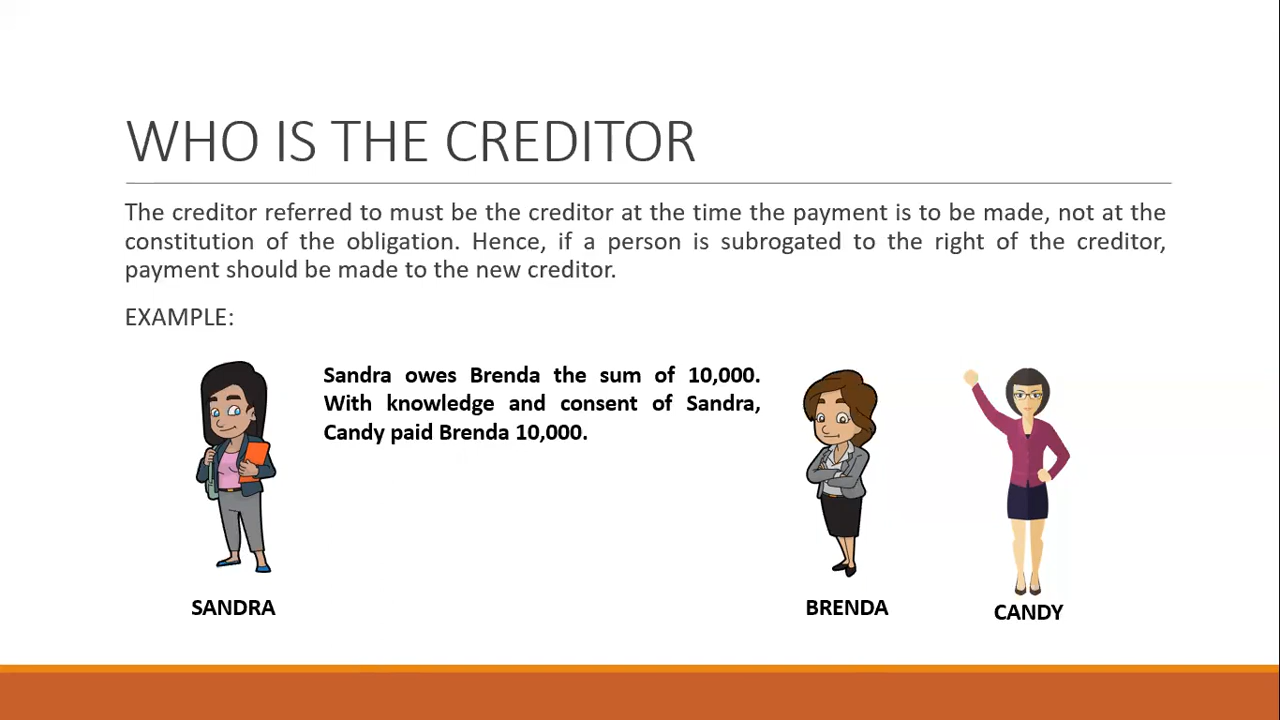 WHO IS THE CREDITOR
The creditor referred to must be the creditor at the time the payment is to be made, not at the
constitution of the obligation. Hence, if a person is subrogated to the right of the creditor,
payment should be made to the new creditor.
EXAMPLE:
Sandra owes Brenda the sum of 10,000.
With knowledge and consent of Sandra,
Candy paid Brenda 10,000.
SANDRA
BRENDA
CANDY